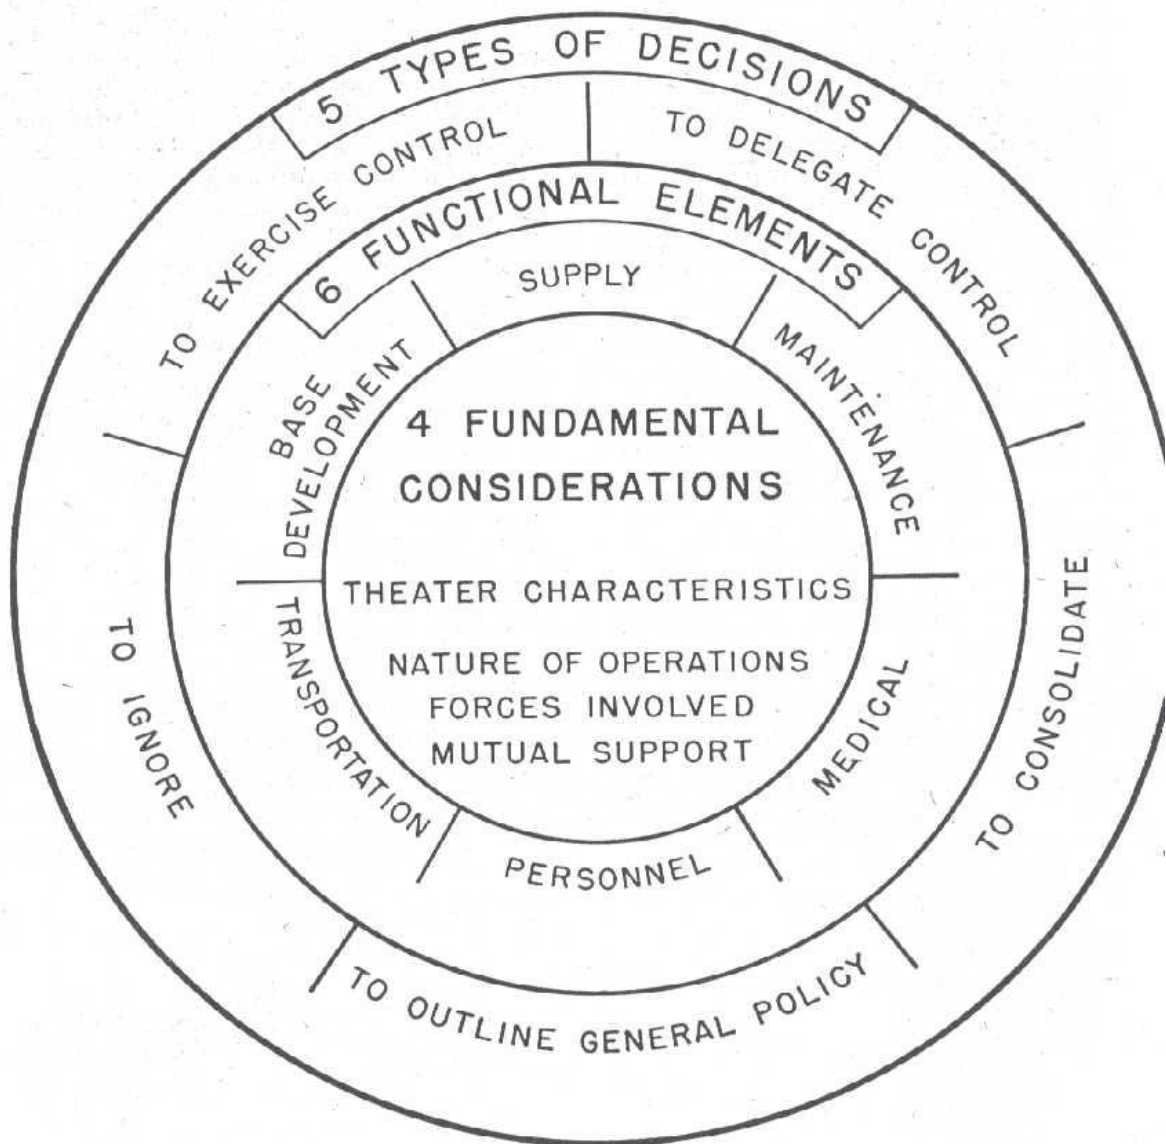 5 TYPES OF DECISIONS
TO EXERCISE CONTROL
TO DELEGATE CONTROL
TO CONSOLIDATE
TO OUTLINE GENERAL POLICY
TO IGNORE
6 FUNCTIONAL ELEMENTS
SUPPLY
MAINTENANCE
MEDICAL
PERSONNEL
TRANSPORTATION
BASE
DEVELOPMENT
4 FUNDAMENTAL
CONSIDERATIONS
THEATER CHARACTERISTICS
NATURE OF OPERATIONS
FORCES INVOLVED
MUTUAL SUPPORT